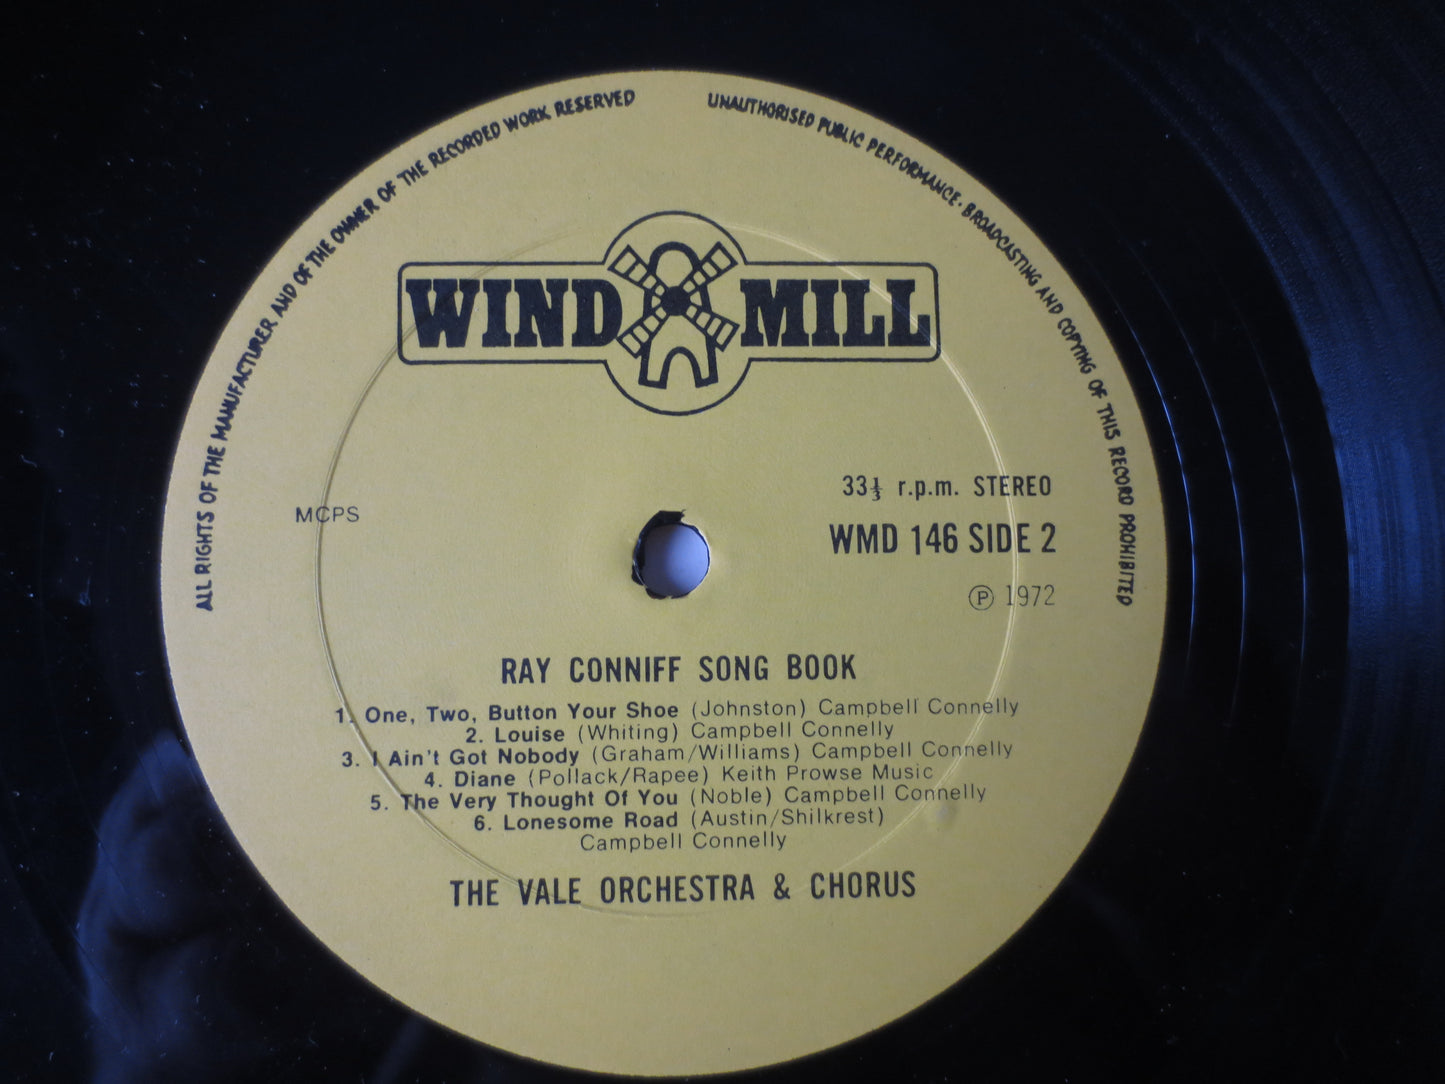 ALL RIGHTS OF THE MANUFACTURER AND OF THE OWNER OF THE RECORDED WORK RESERVED
UNAUTHORISED PUBLIC PERFORMANCE · BROADCASTING AND COPYING OF THIS RECORD PROHIBITED
WIND MILL
33⅓ r.p.m. STEREO
MCPS
WMD 146 SIDE 2
Ⓟ 1972
RAY CONNIFF SONG BOOK
1. One, Two, Button Your Shoe (Johnston) Campbell Connelly
2. Louise (Whiting) Campbell Connelly
3. I Ain't Got Nobody (Graham/Williams) Campbell Connelly
4. Diane (Pollack/Rapee) Keith Prowse Music
5. The Very Thought Of You (Noble) Campbell Connelly
6. Lonesome Road (Austin/Shilkrest)
Campbell Connelly
THE VALE ORCHESTRA & CHORUS